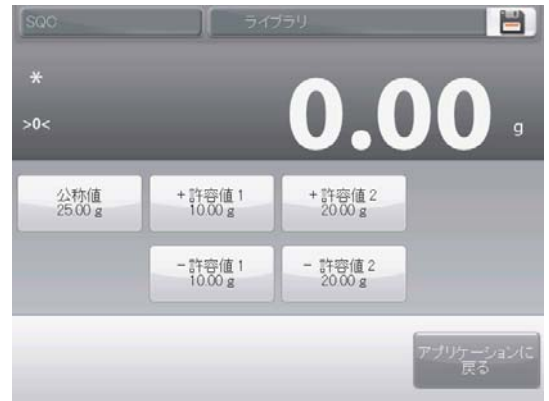 SQC
ライブラリ
*
>0<
0.00 g
公称値
25.00 g
+許容値 1
10.00 g
+許容値 2
20.00 g
-許容値 1
10.00 g
- 許容値 2
20.00 g
アプリケーションに
戻る